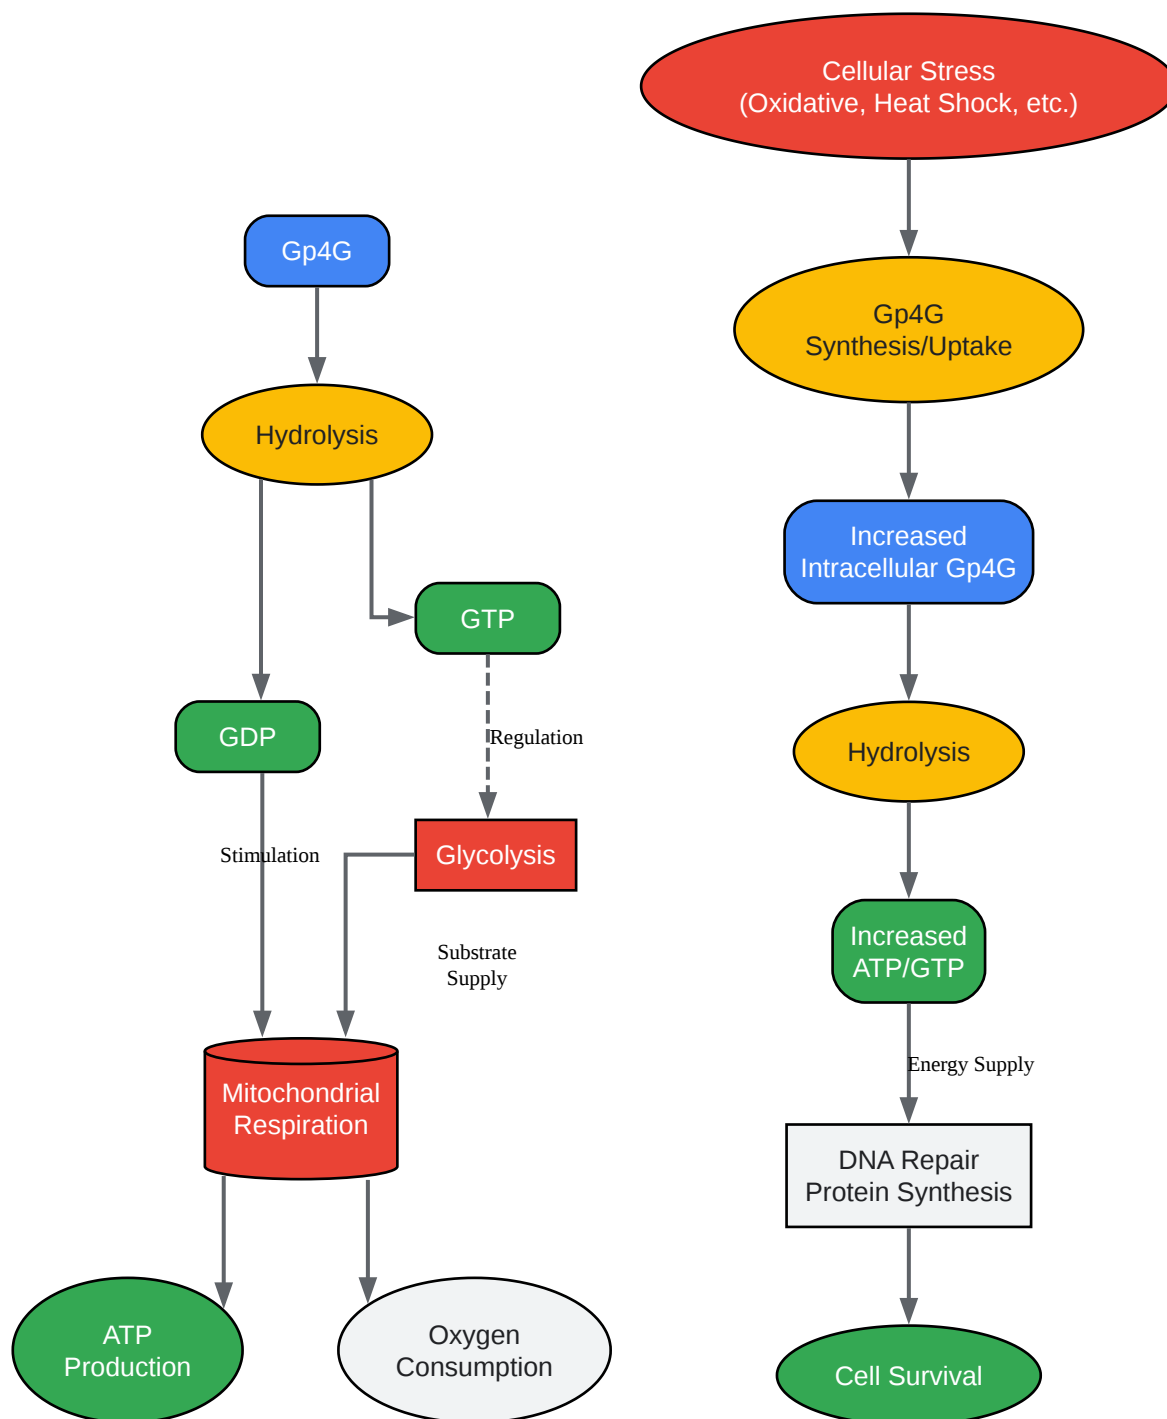 Gp4G
Hydrolysis
GTP
GDP
Regulation
Stimulation
Glycolysis
Substrate
Supply
Mitochondrial
Respiration
ATP
Production
Oxygen
Consumption
Cellular Stress
(Oxidative, Heat Shock, etc.)
Gp4G
Synthesis/Uptake
Increased
Intracellular Gp4G
Hydrolysis
Increased
ATP/GTP
Energy Supply
DNA Repair
Protein Synthesis
Cell Survival